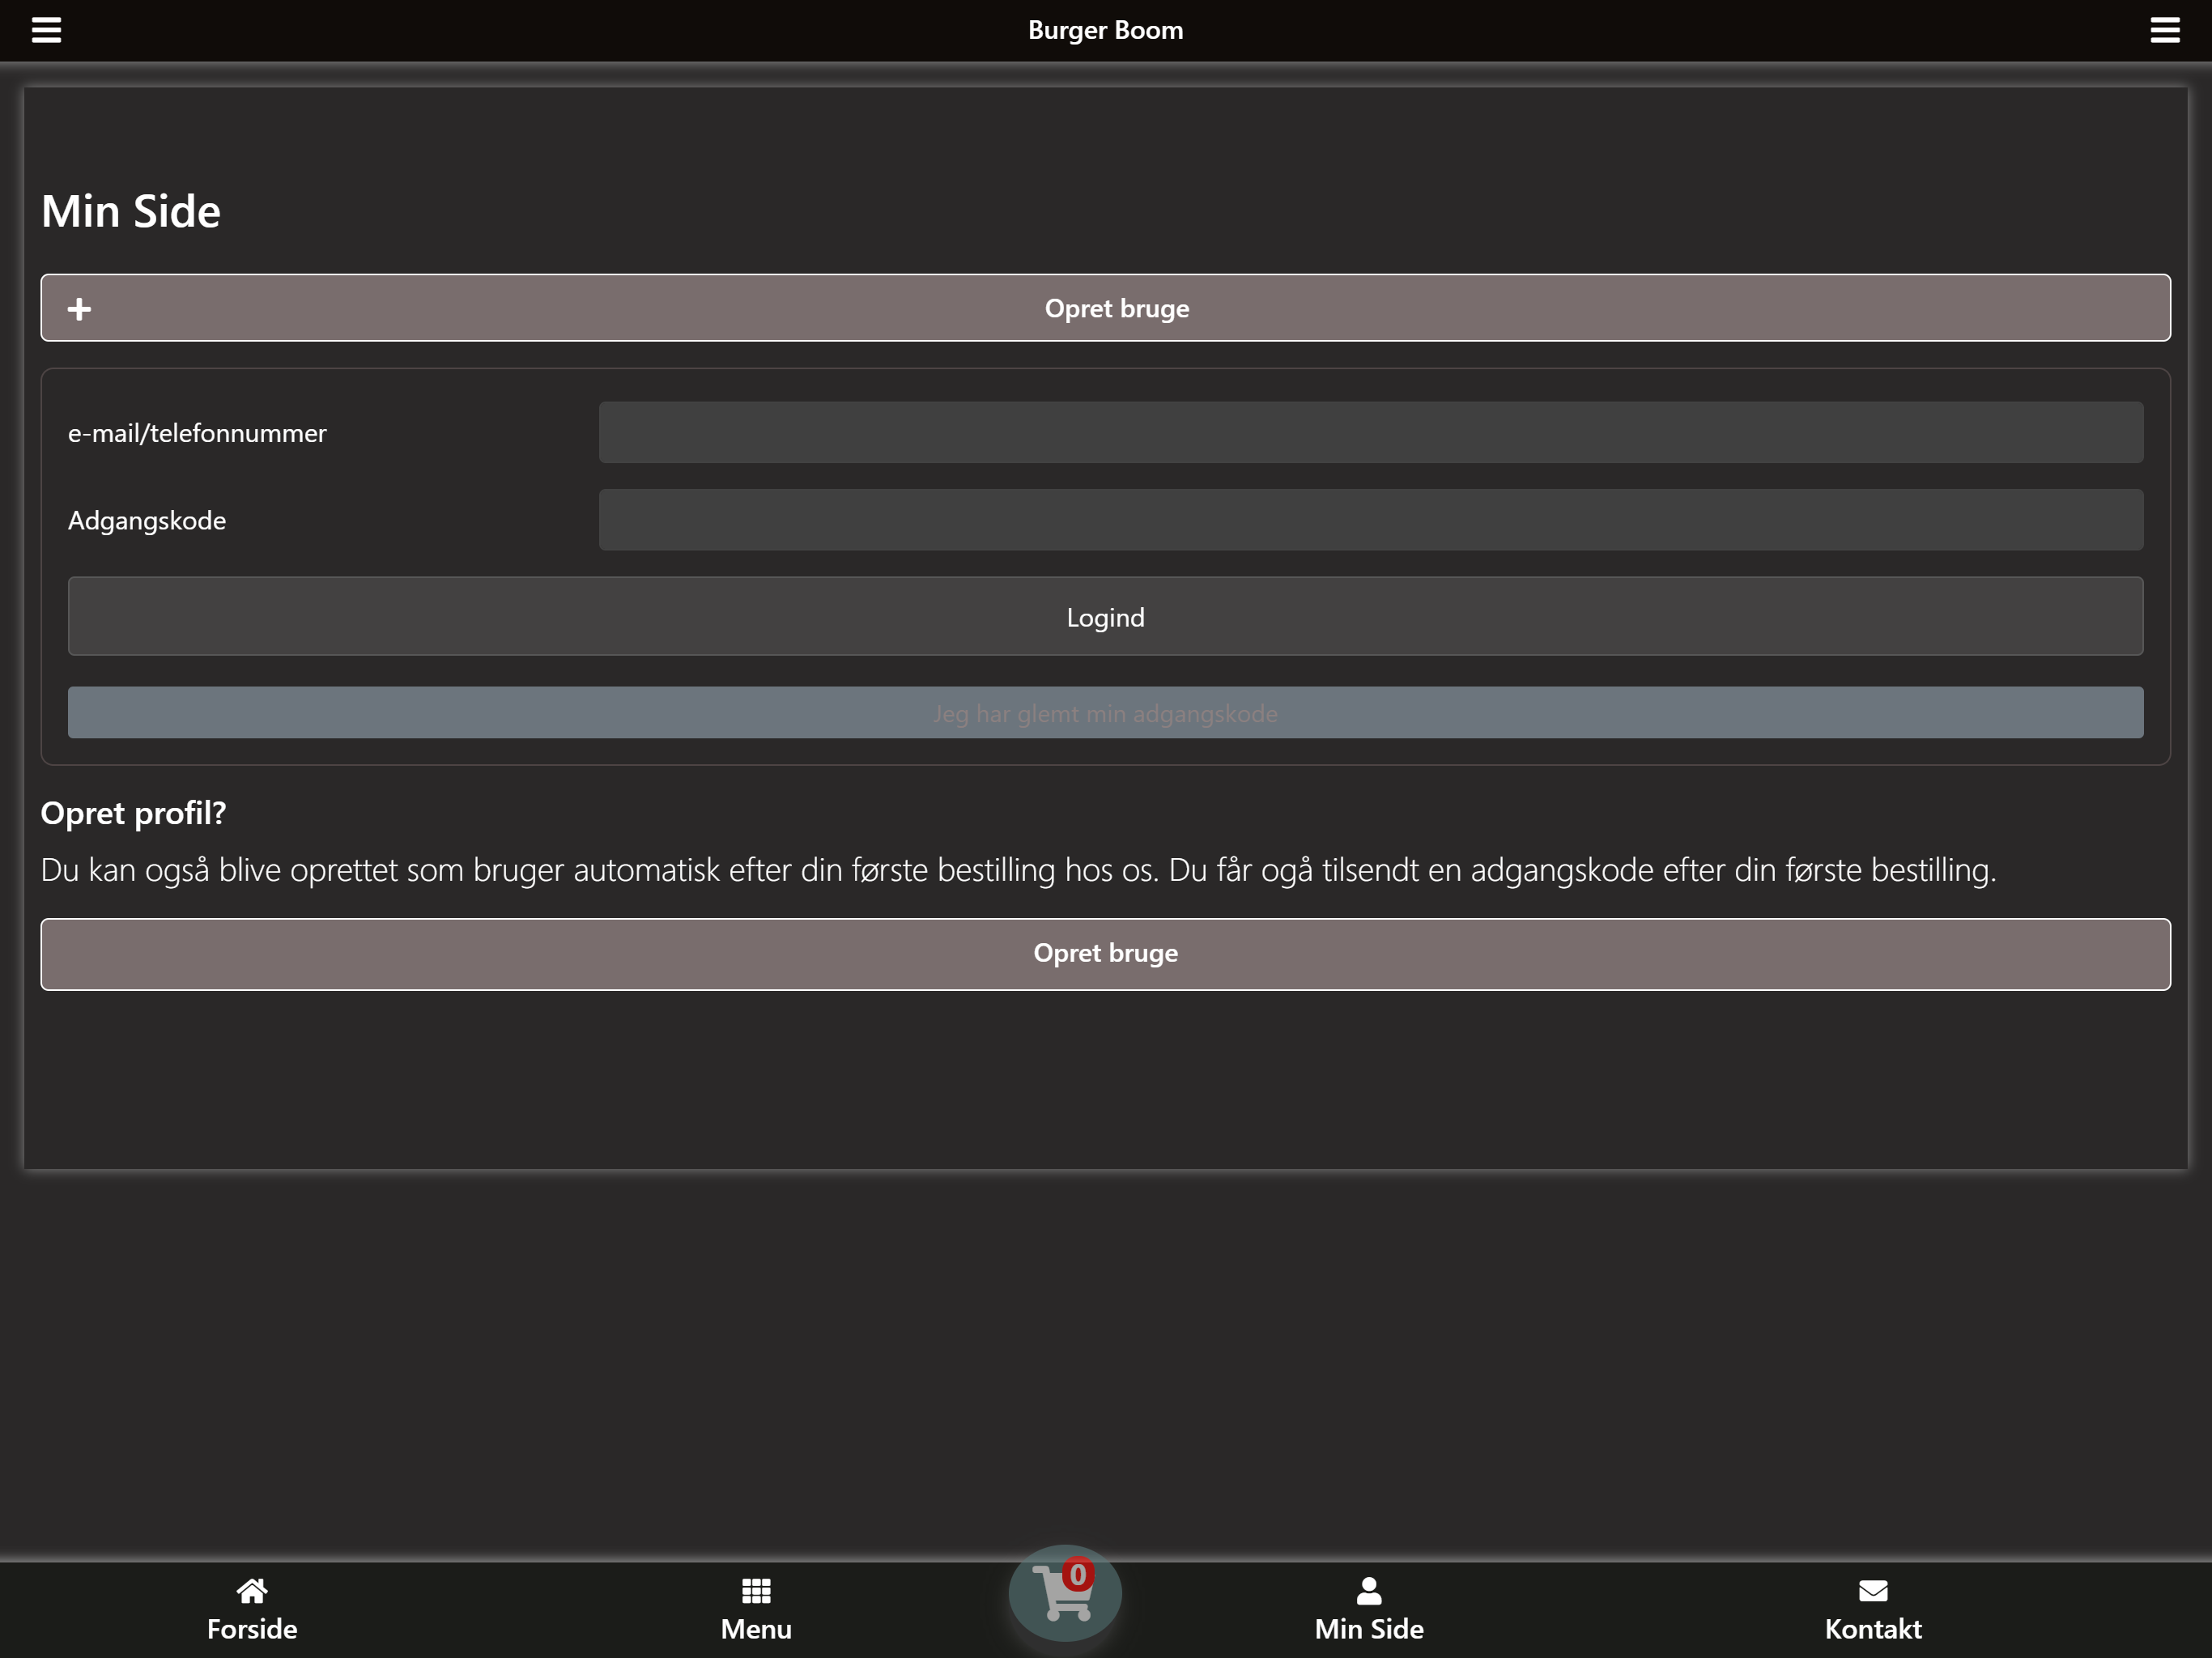 Burger Boom
Min Side
Opret bruge
e-mail/telefonnummer
Adgangskode
Logind
Jeg har glemt min adgangskode
Opret profil?
Du kan også blive oprettet som bruger automatisk efter din første bestilling hos os. Du får ogå tilsendt en adgangskode efter din første bestilling.
Opret bruge
0
Forside
Menu
Min Side
Kontakt